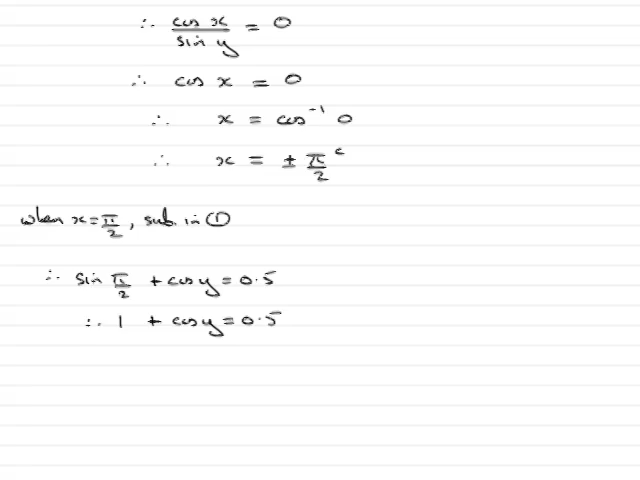 ∴ cos x / sin y = 0
∴ cos x = 0
∴ x = cos⁻¹ 0
∴ x = ± π/2 ᶜ
when x = π/2, sub. in ①
∴ sin π/2 + cos y = 0.5
∴ 1 + cos y = 0.5